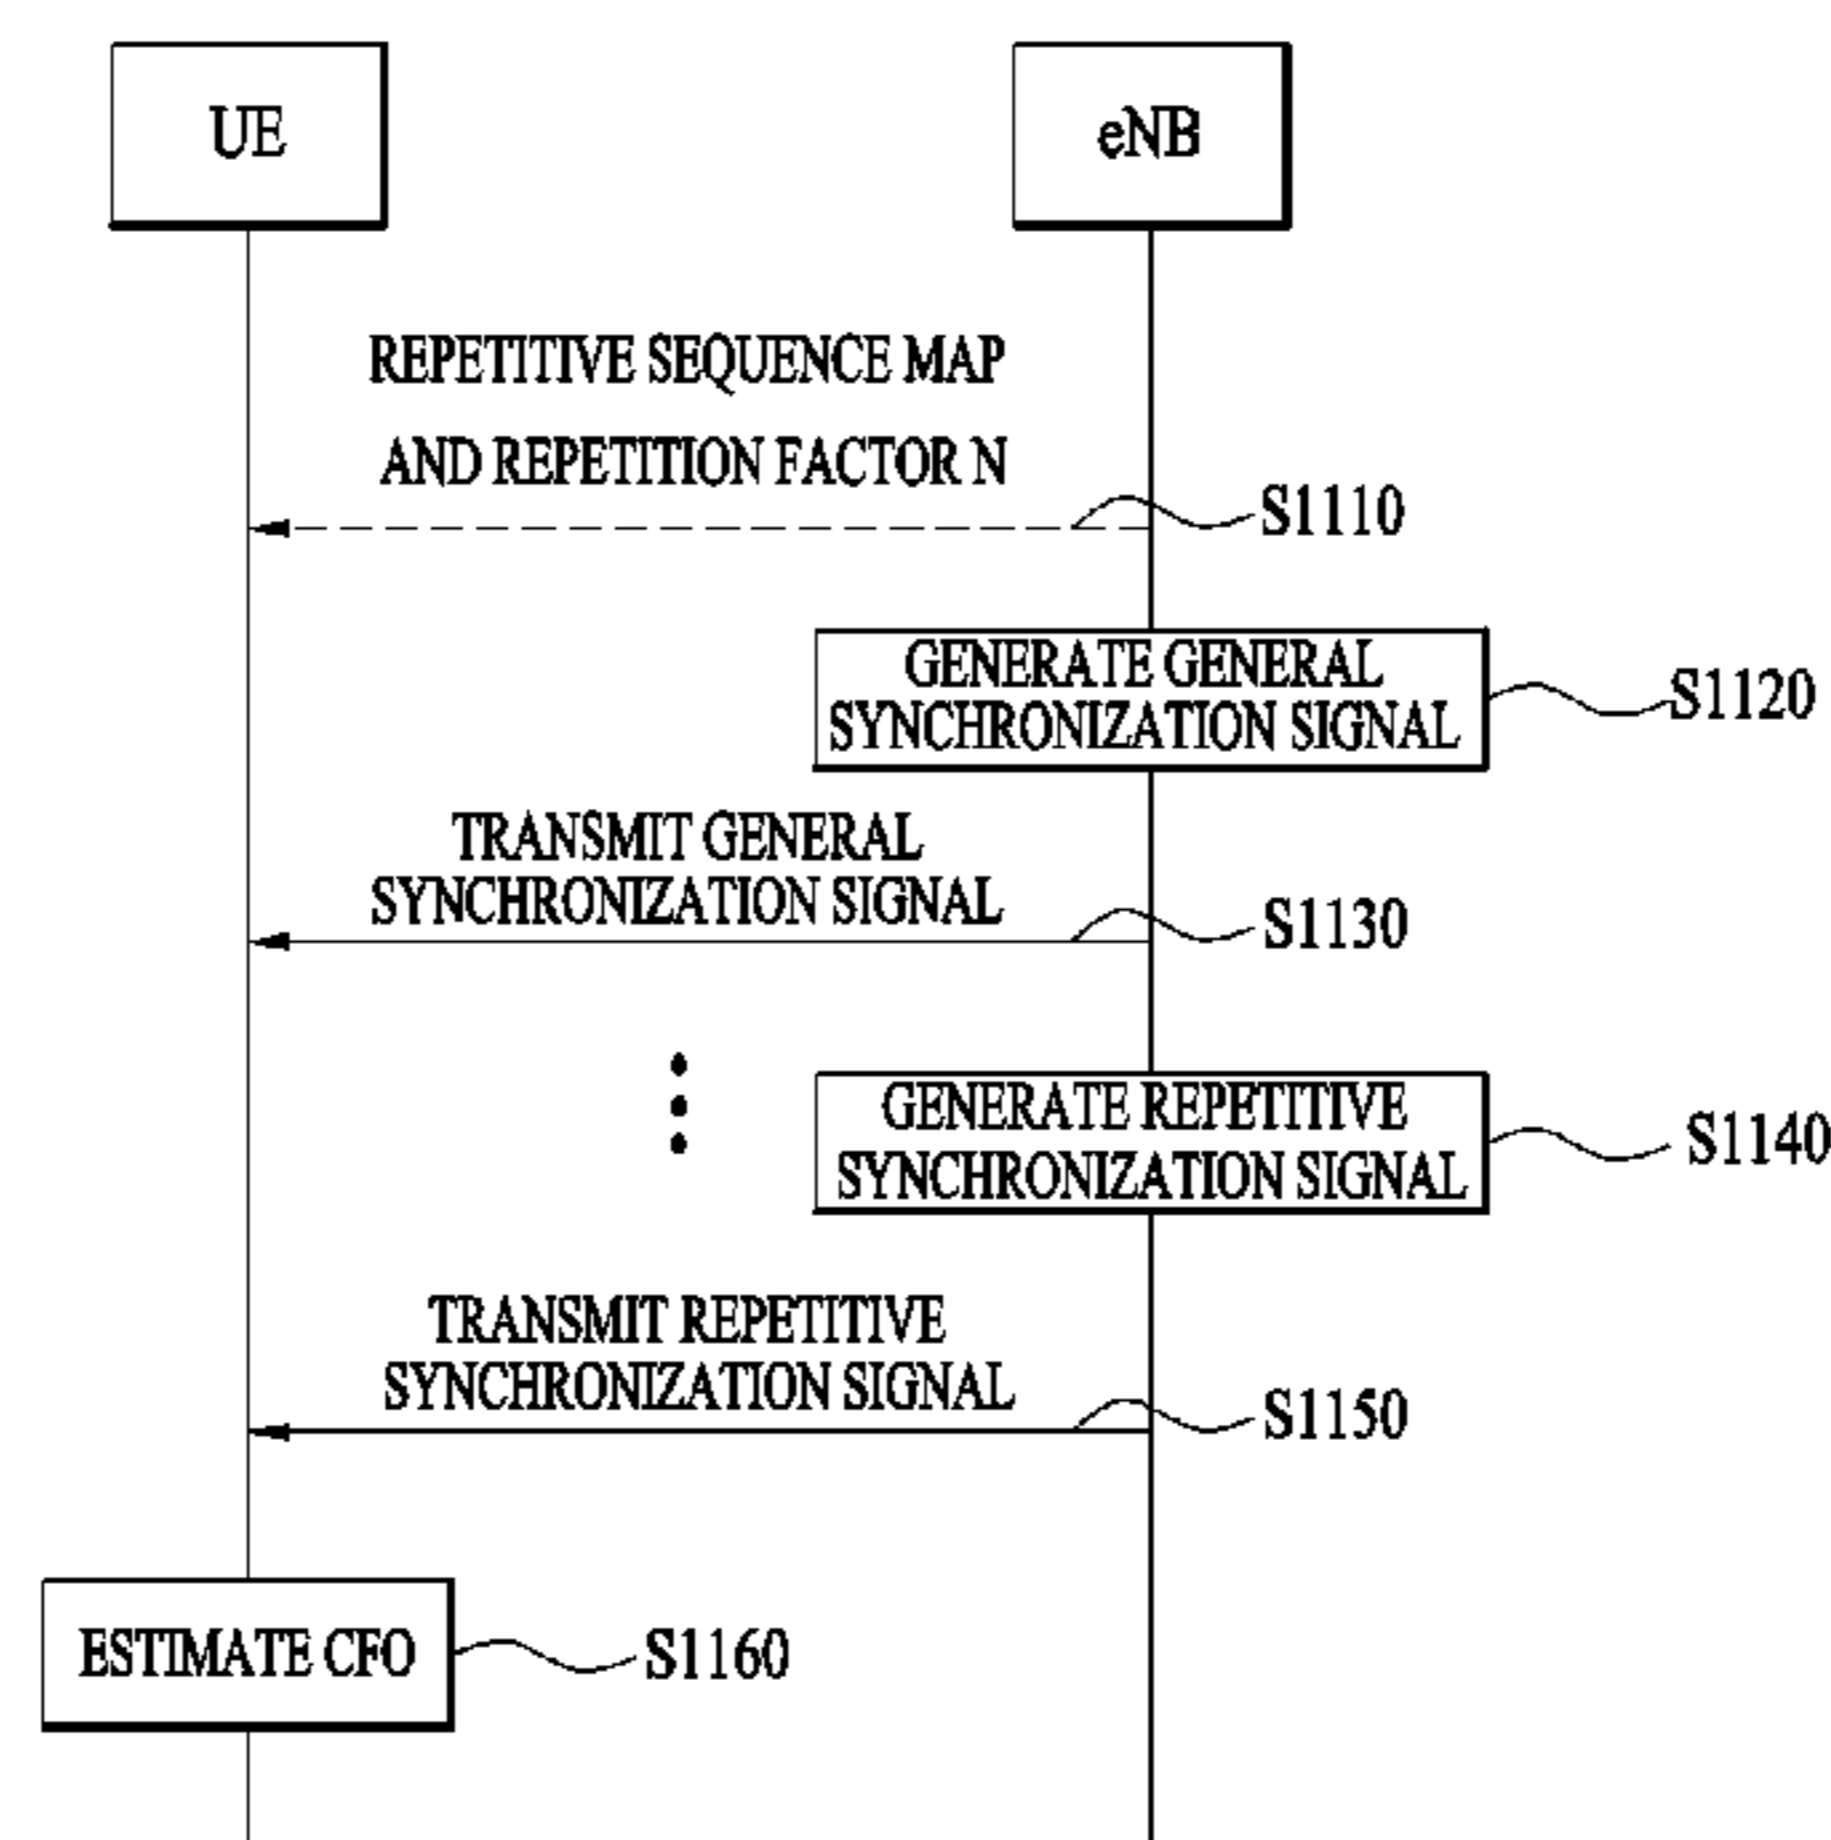 UE
eNB
REPETITIVE SEQUENCE MAP
AND REPETITION FACTOR N
S1110
GENERATE GENERAL
SYNCHRONIZATION SIGNAL
S1120
TRANSMIT GENERAL
SYNCHRONIZATION SIGNAL
S1130
GENERATE REPETITIVE
SYNCHRONIZATION SIGNAL
S1140
TRANSMIT REPETITIVE
SYNCHRONIZATION SIGNAL
S1150
ESTIMATE CFO
S1160